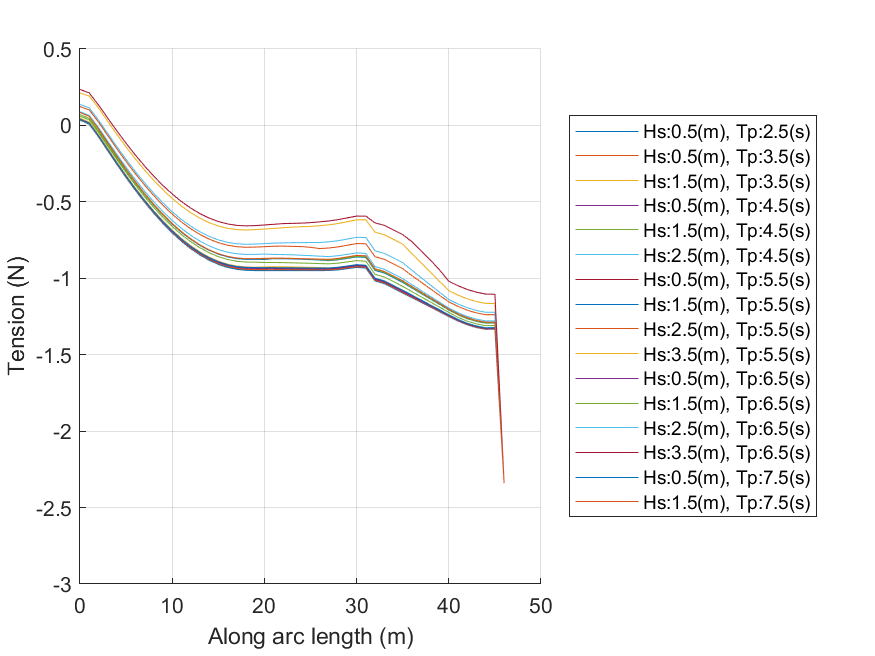 0.5
0
-0.5
-1
-1.5
-2
-2.5
-3
0 10 20 30 40 50
Along arc length (m)
Tension (N)
Hs:0.5(m), Tp:2.5(s)
Hs:0.5(m), Tp:3.5(s)
Hs:1.5(m), Tp:3.5(s)
Hs:0.5(m), Tp:4.5(s)
Hs:1.5(m), Tp:4.5(s)
Hs:2.5(m), Tp:4.5(s)
Hs:0.5(m), Tp:5.5(s)
Hs:1.5(m), Tp:5.5(s)
Hs:2.5(m), Tp:5.5(s)
Hs:3.5(m), Tp:5.5(s)
Hs:0.5(m), Tp:6.5(s)
Hs:1.5(m), Tp:6.5(s)
Hs:2.5(m), Tp:6.5(s)
Hs:3.5(m), Tp:6.5(s)
Hs:0.5(m), Tp:7.5(s)
Hs:1.5(m), Tp:7.5(s)